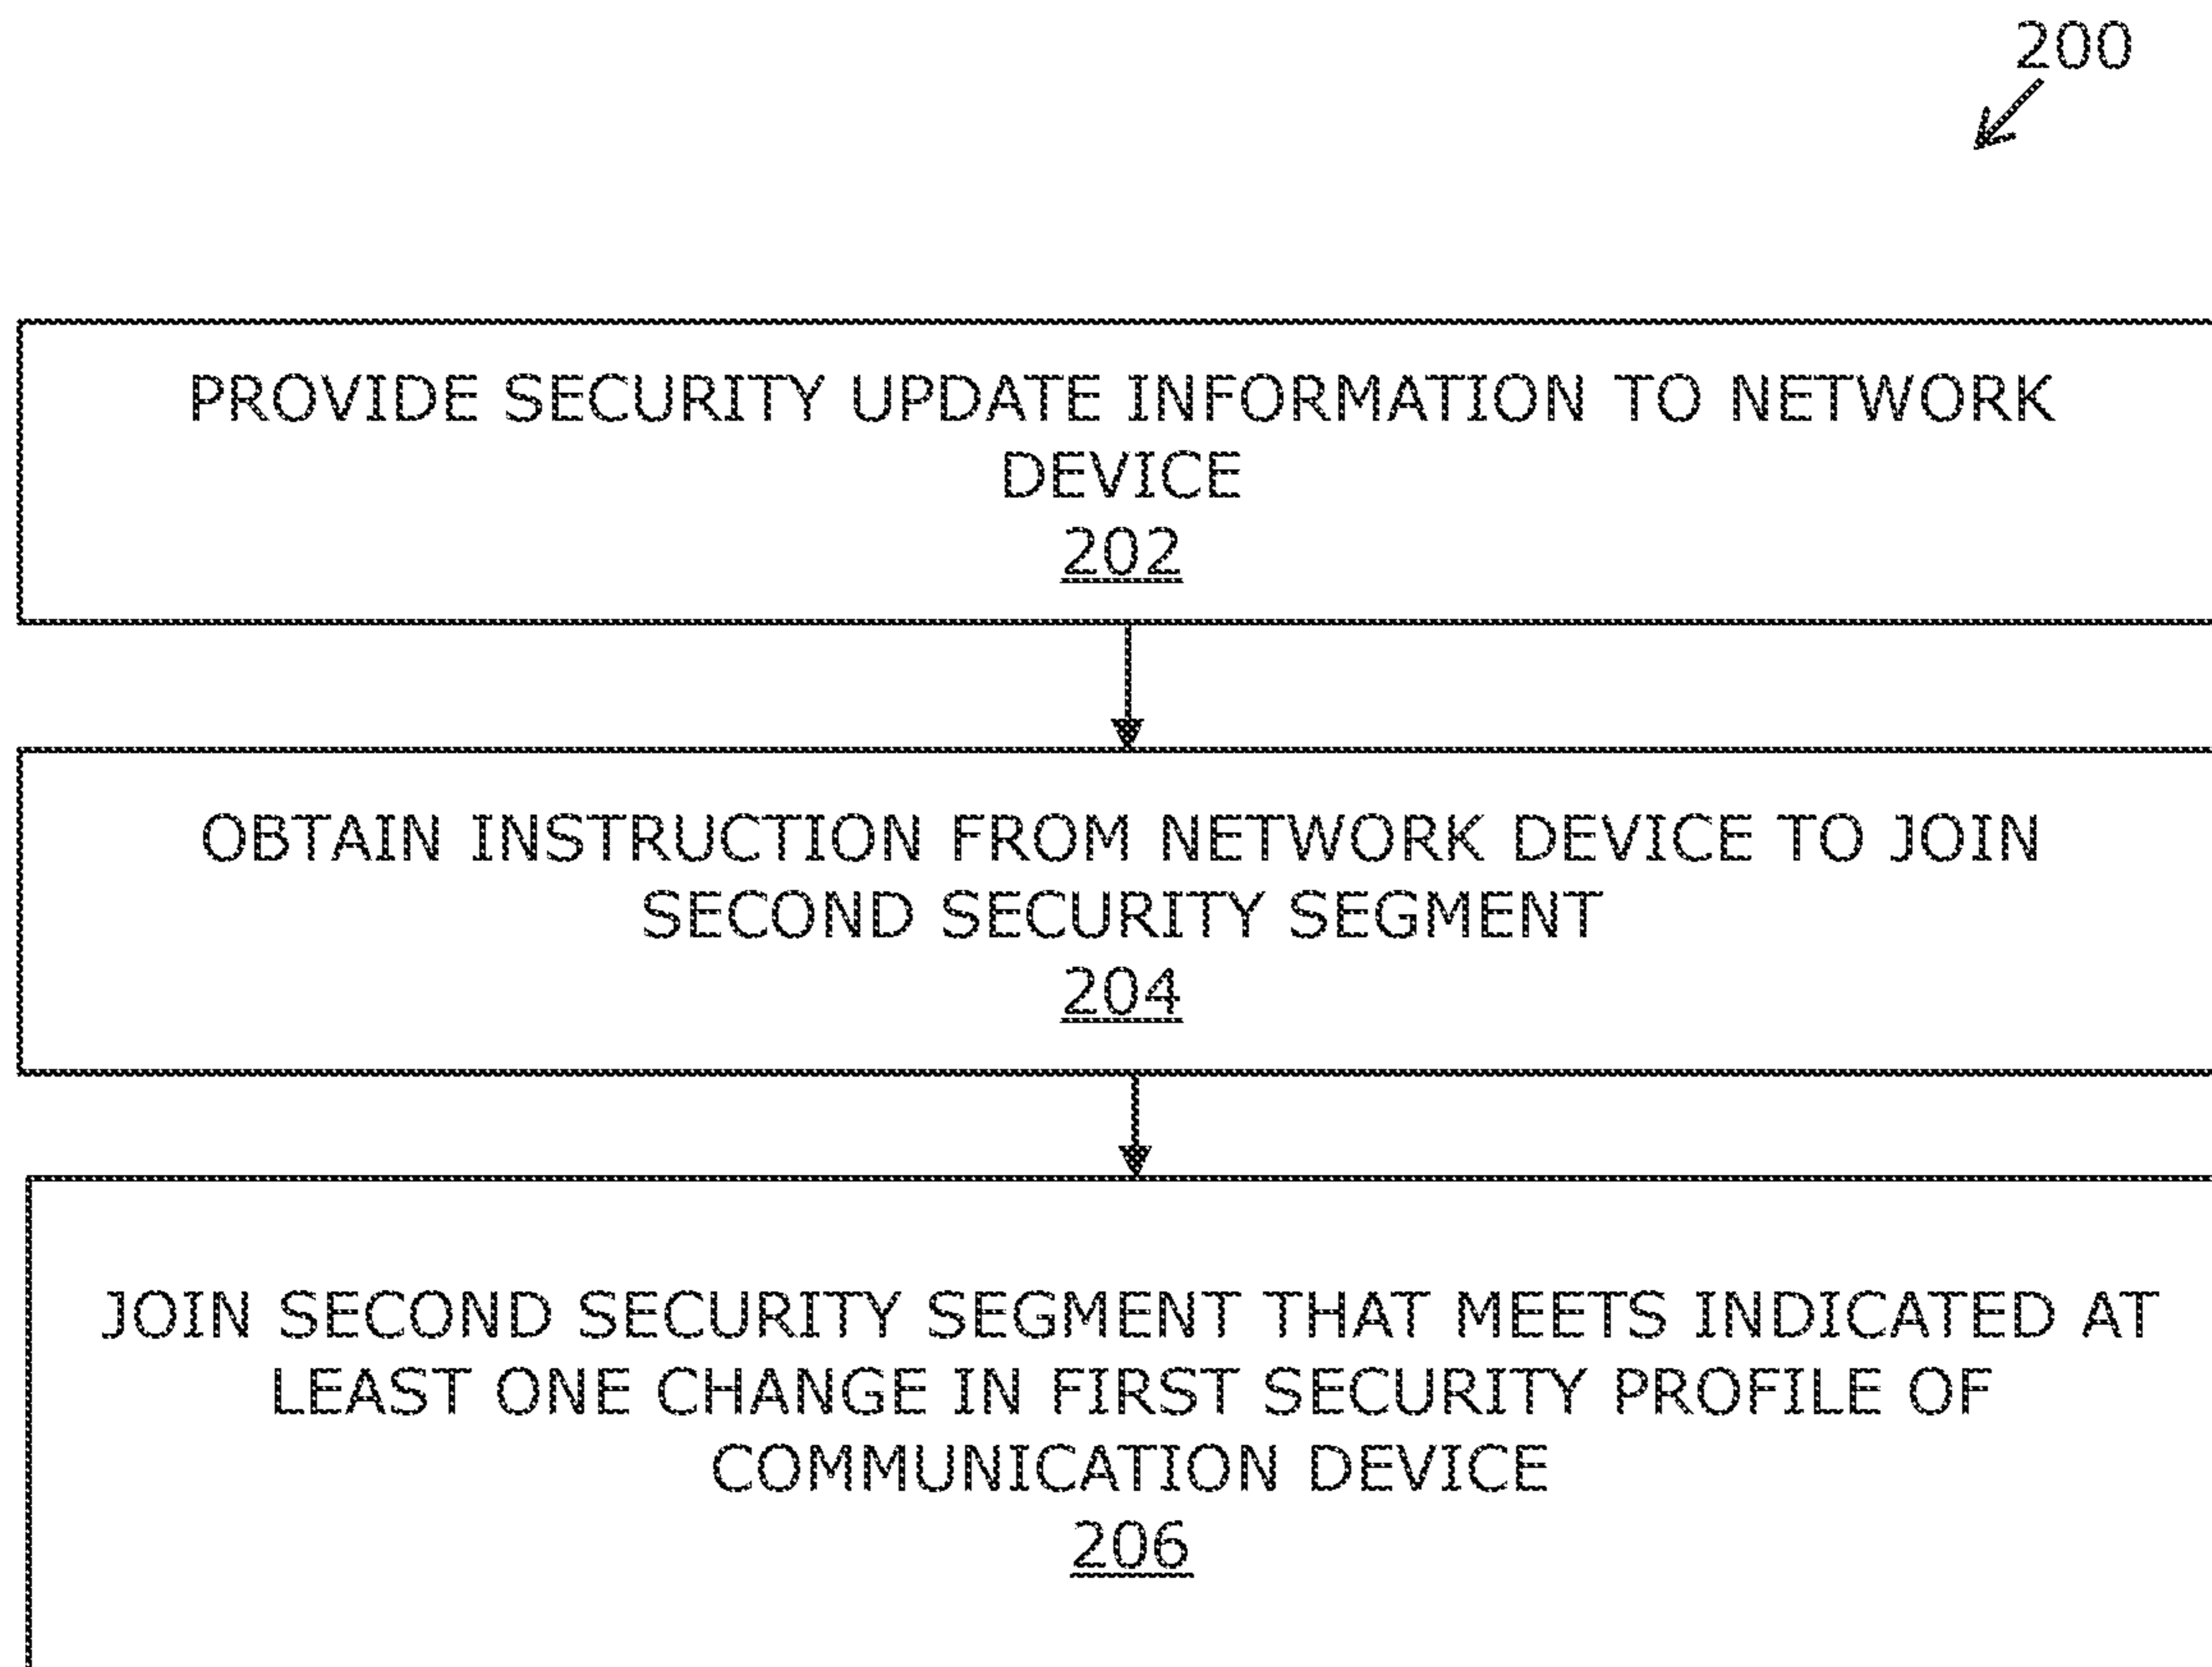 200
PROVIDE SECURITY UPDATE INFORMATION TO NETWORK
DEVICE
202
OBTAIN INSTRUCTION FROM NETWORK DEVICE TO JOIN
SECOND SECURITY SEGMENT
204
JOIN SECOND SECURITY SEGMENT THAT MEETS INDICATED AT
LEAST ONE CHANGE IN FIRST SECURITY PROFILE OF
COMMUNICATION DEVICE
206